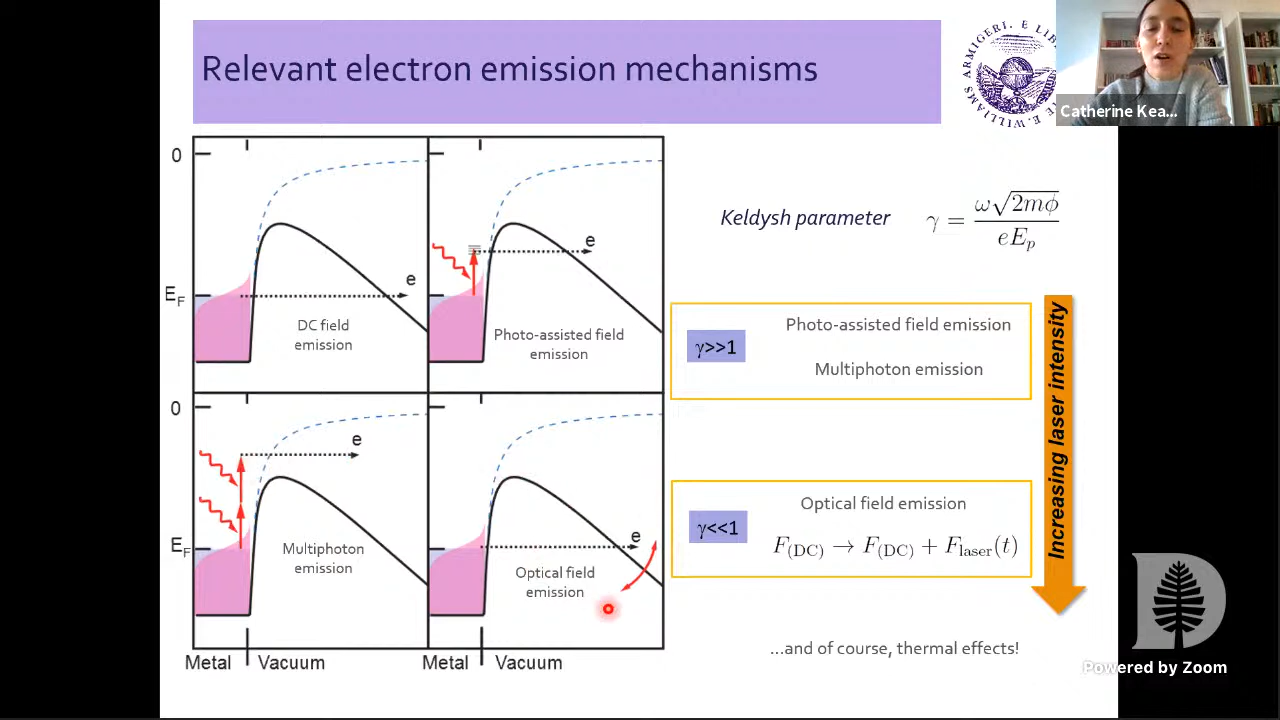 Relevant electron emission mechanisms
ARMIGERI. E LIB
E. WILLIAMS
Catherine Kea...
0
E_F
e
DC field
emission
e
Photo-assisted field
emission
0
E_F
e
Multiphoton
emission
e
Optical field
emission
Metal
Vacuum
Metal
Vacuum
Keldysh parameter
γ = ω√2mϕ / eE_p
γ>>1
Photo-assisted field emission
Multiphoton emission
γ<<1
Optical field emission
F_(DC) → F_(DC) + F_laser(t)
Increasing laser intensity
...and of course, thermal effects!
D
Powered by Zoom